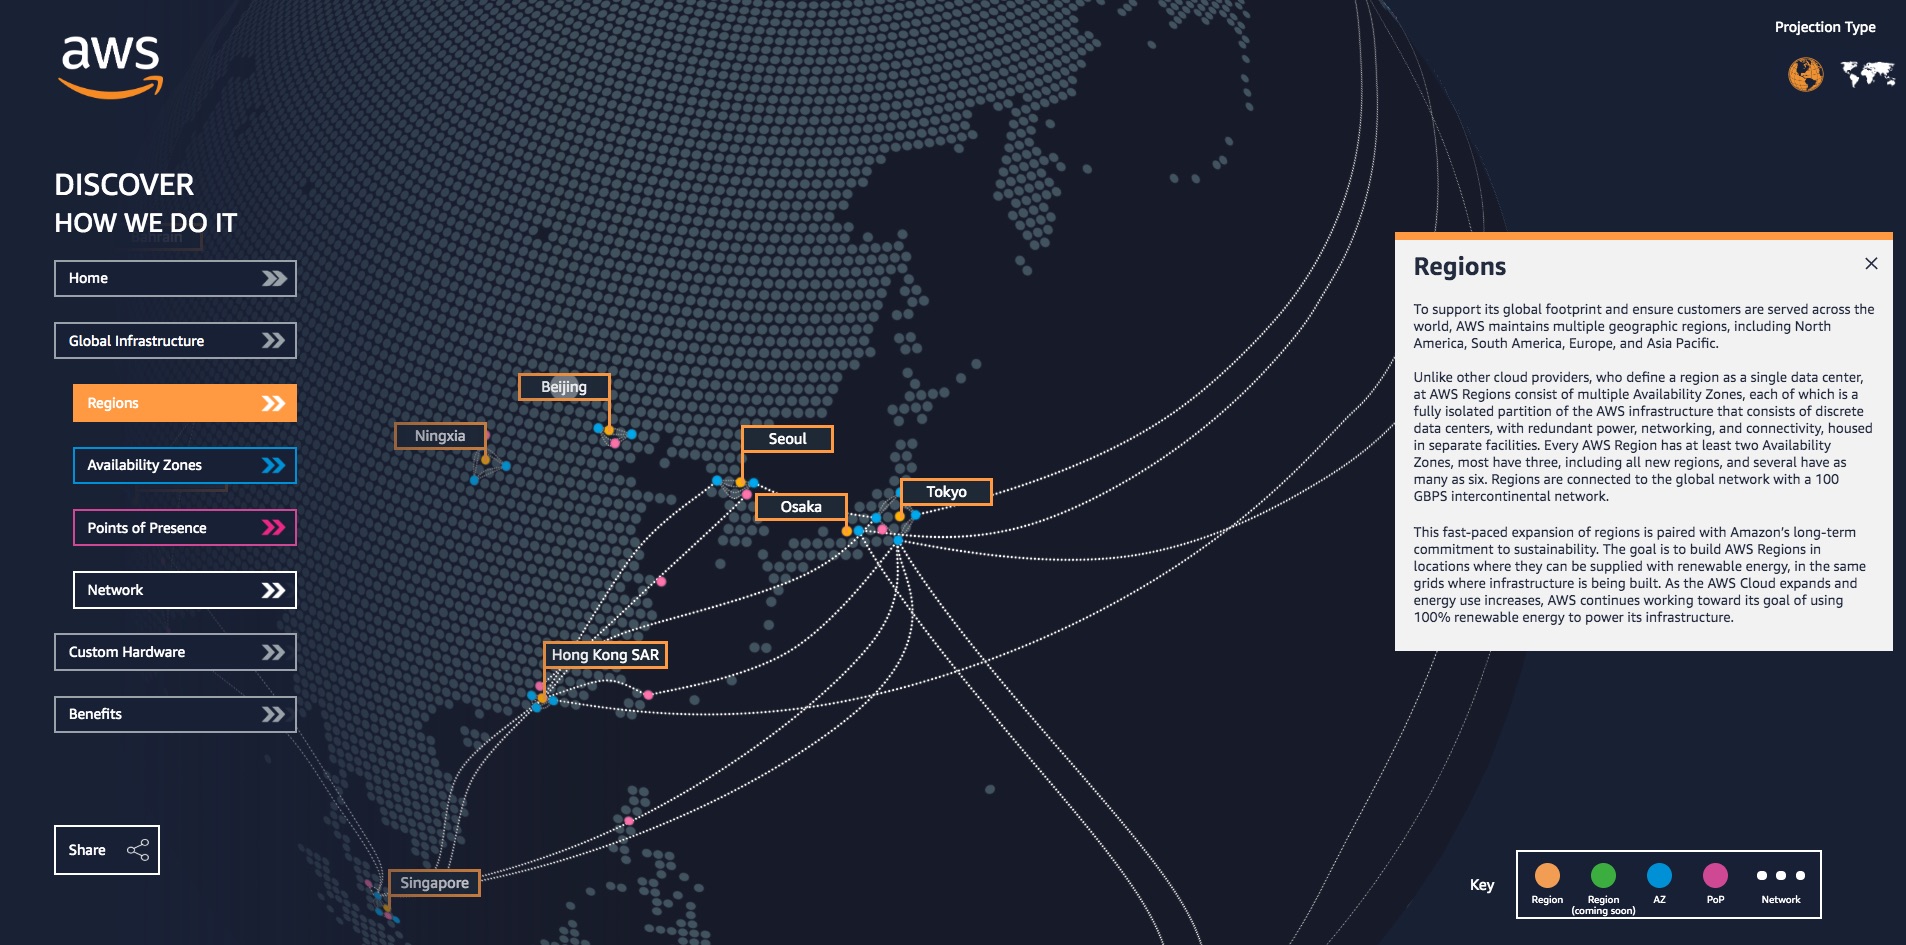 aws
Projection Type
DISCOVER
HOW WE DO IT
Bahrain
Home
Global Infrastructure
Regions
Availability Zones
Points of Presence
Network
Custom Hardware
Benefits
Share
Beijing
Ningxia
Seoul
Osaka
Tokyo
Hong Kong SAR
Singapore
Regions
To support its global footprint and ensure customers are served across the
world, AWS maintains multiple geographic regions, including North
America, South America, Europe, and Asia Pacific.
Unlike other cloud providers, who define a region as a single data center,
at AWS Regions consist of multiple Availability Zones, each of which is a
fully isolated partition of the AWS infrastructure that consists of discrete
data centers, with redundant power, networking, and connectivity, housed
in separate facilities. Every AWS Region has at least two Availability
Zones, most have three, including all new regions, and several have as
many as six. Regions are connected to the global network with a 100
GBPS intercontinental network.
This fast-paced expansion of regions is paired with Amazon’s long-term
commitment to sustainability. The goal is to build AWS Regions in
locations where they can be supplied with renewable energy, in the same
grids where infrastructure is being built. As the AWS Cloud expands and
energy use increases, AWS continues working toward its goal of using
100% renewable energy to power its infrastructure.
Key
Region
Region
(coming soon)
AZ
PoP
Network